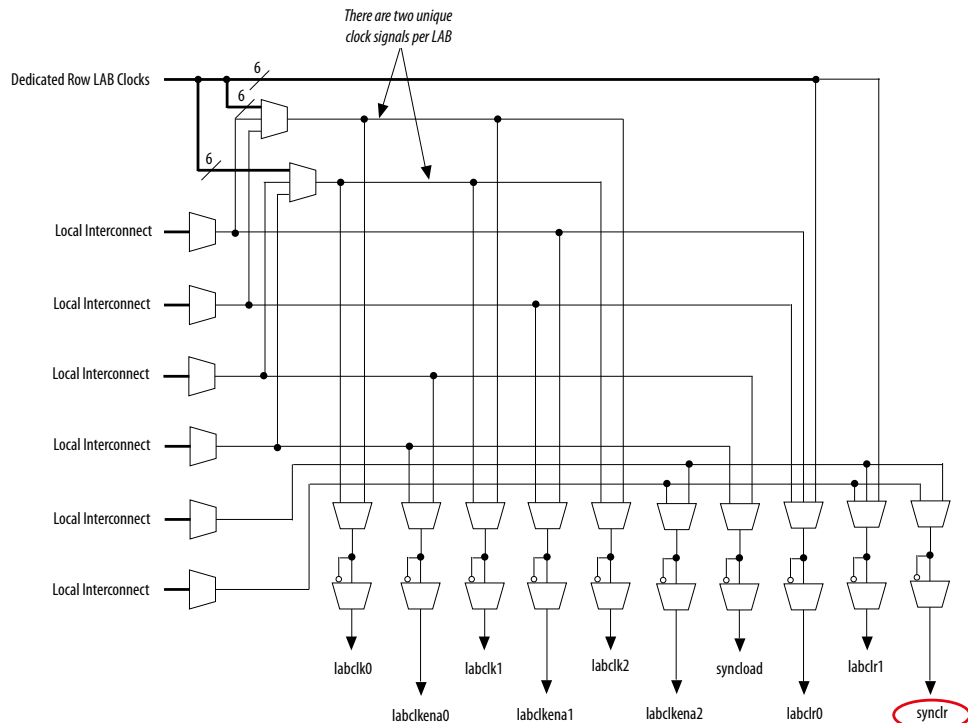 There are two unique
clock signals per LAB
Dedicated Row LAB Clocks
6
6
6
Local Interconnect
Local Interconnect
Local Interconnect
Local Interconnect
Local Interconnect
Local Interconnect
labclk0
labclk1
labclk2
syncload
labclr1
labclkena0
labclkena1
labclkena2
labclr0
synclr